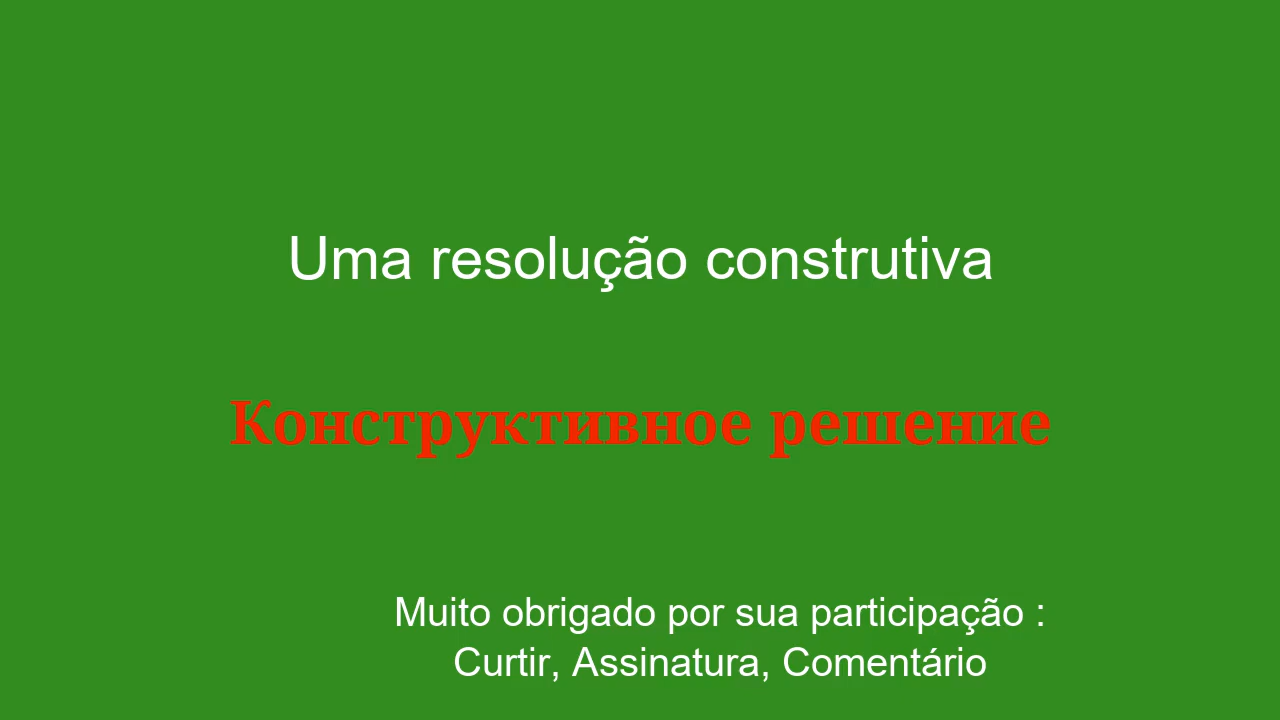 Uma resolução construtiva
Конструктивное решение
Muito obrigado por sua participação :
Curtir, Assinatura, Comentário